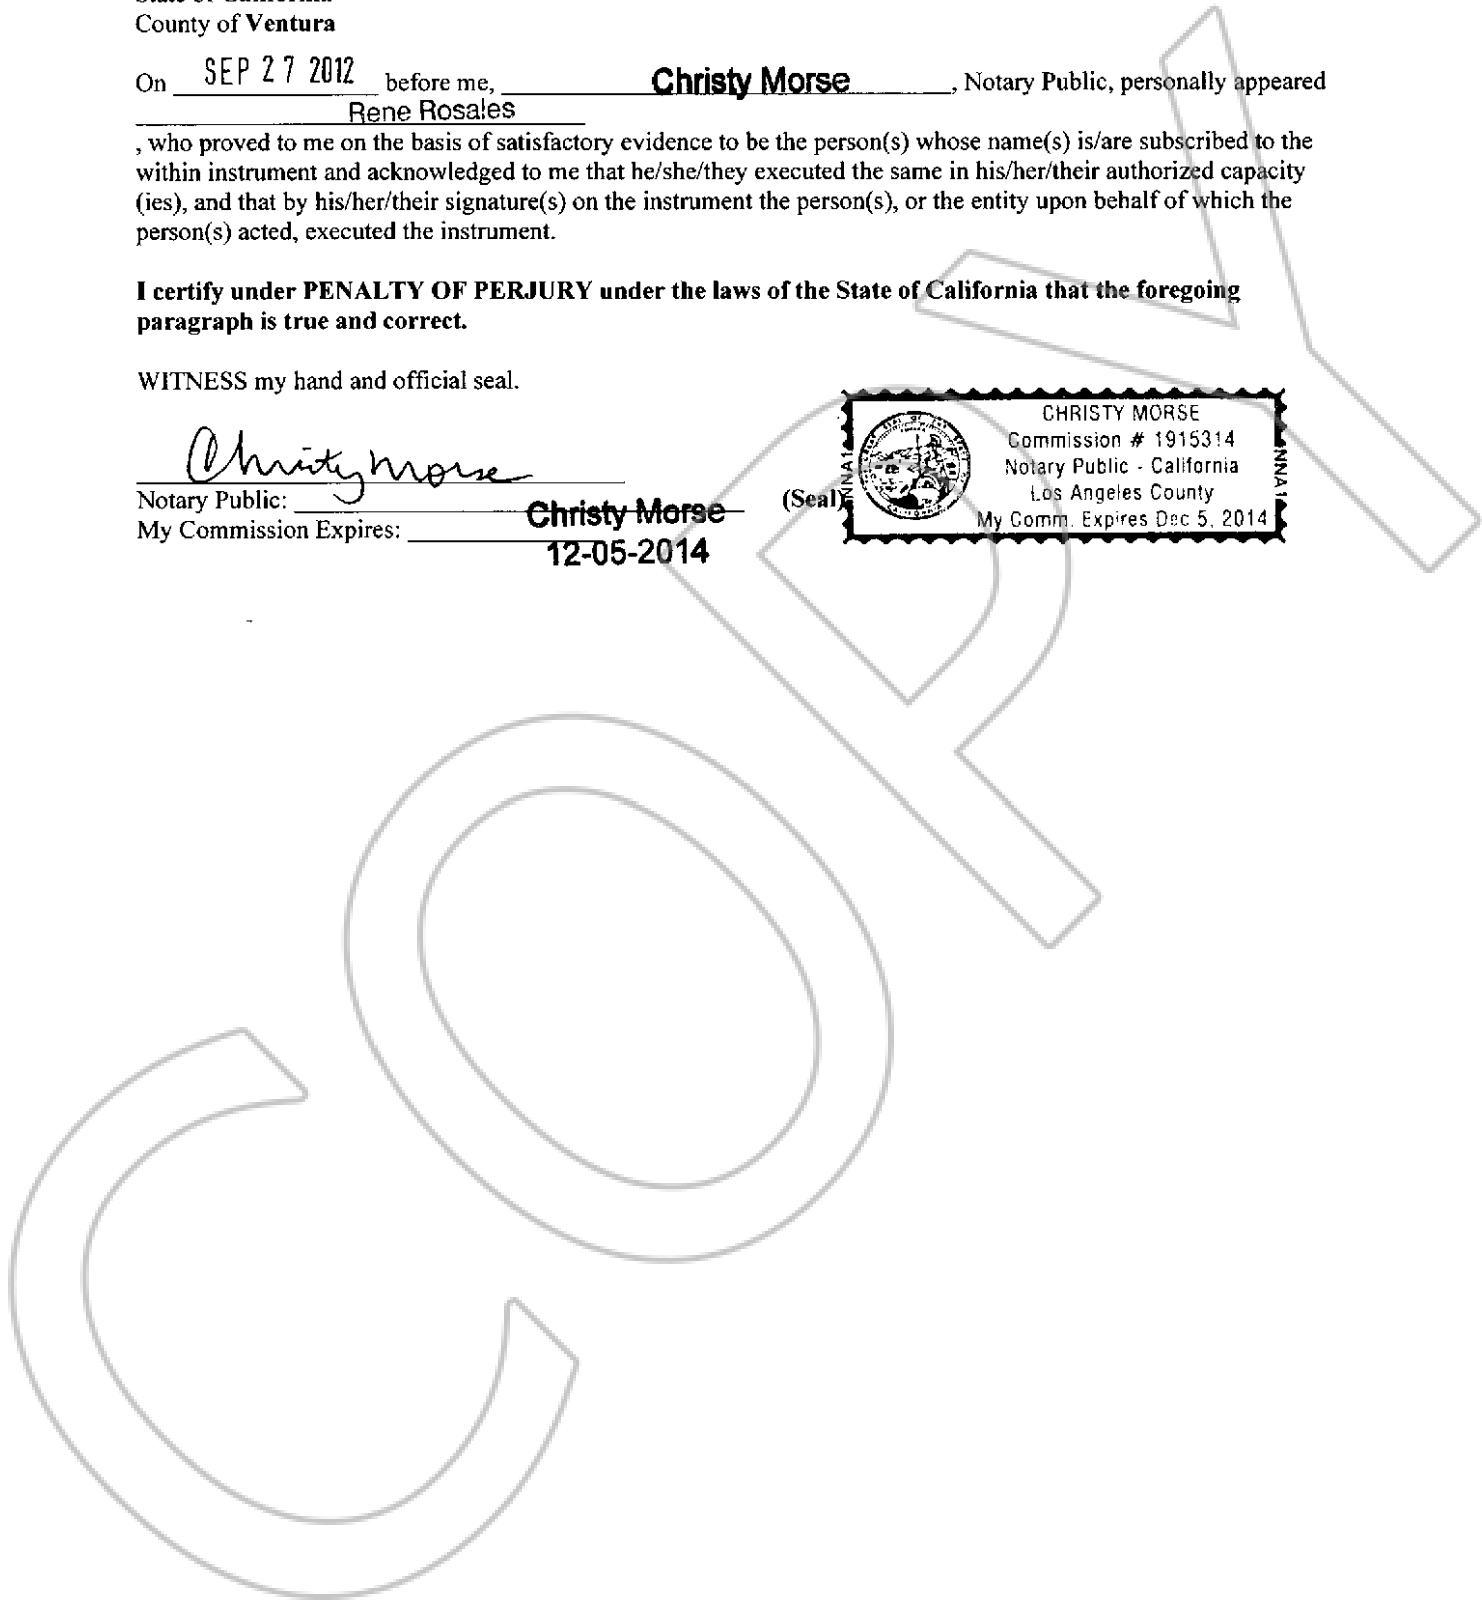 County of Ventura
On SEP 27 2012 before me, Christy Morse, Notary Public, personally appeared
Rene Rosales
, who proved to me on the basis of satisfactory evidence to be the person(s) whose name(s) is/are subscribed to the
within instrument and acknowledged to me that he/she/they executed the same in his/her/their authorized capacity
(ies), and that by his/her/their signature(s) on the instrument the person(s), or the entity upon behalf of which the
person(s) acted, executed the instrument.
I certify under PENALTY OF PERJURY under the laws of the State of California that the foregoing
paragraph is true and correct.
WITNESS my hand and official seal.
Christy Morse
Notary Public: Christy Morse (Seal)
My Commission Expires: 12-05-2014
CHRISTY MORSE
Commission # 1915314
Notary Public - California
Los Angeles County
My Comm. Expires Dec 5, 2014
NNA1
NNA1
COPY